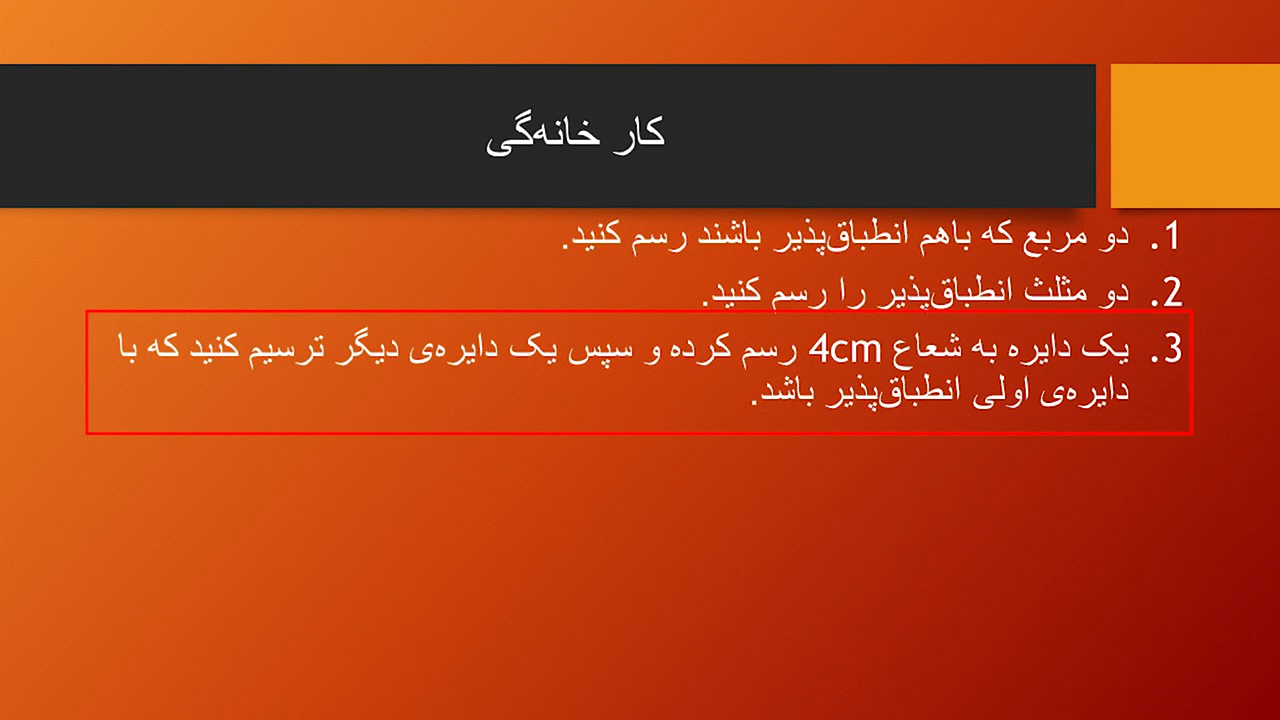 کار خانه‌گی
1. دو مربع که باهم انطباق‌پذیر باشند رسم کنید.
2. دو مثلث انطباق‌پذیر را رسم کنید.
3. یک دایره به شعاع 4cm رسم کرده و سپس یک دایره‌ی دیگر ترسیم کنید که با
دایره‌ی اولی انطباق‌پذیر باشد.